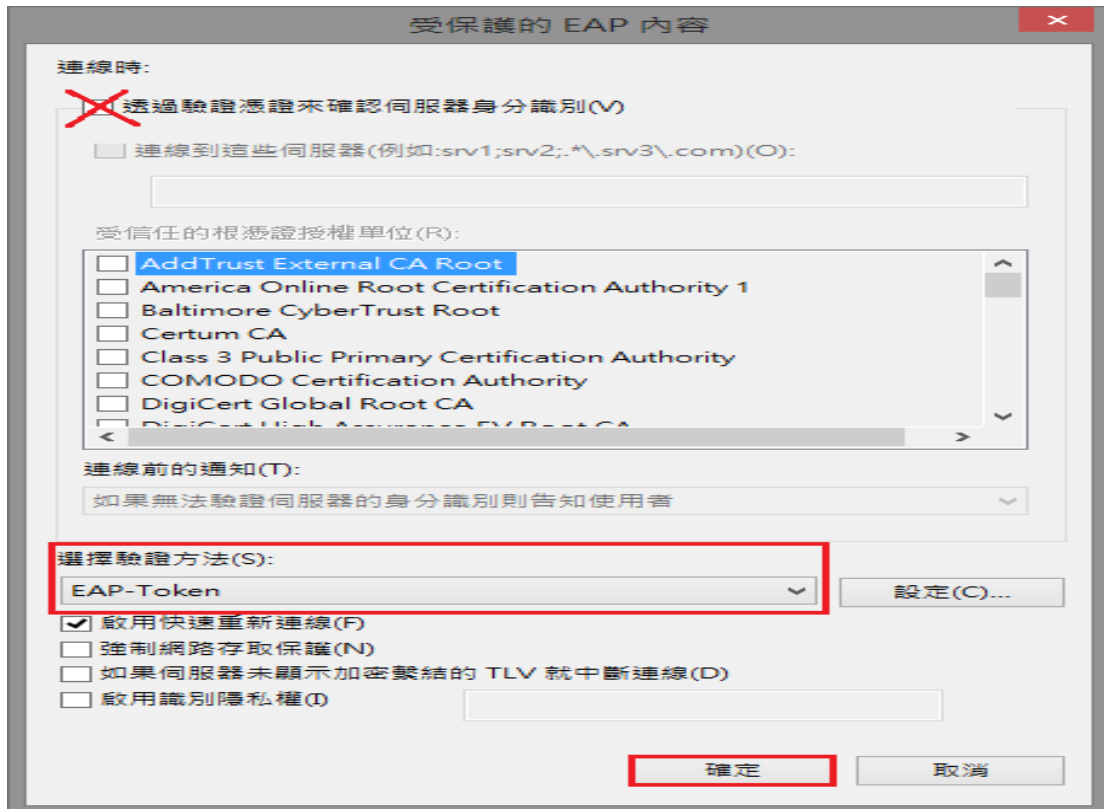 受保護的 EAP 內容
連線時:
透過驗證憑證來確認伺服器身分識別(V)
連線到這些伺服器(例如:srv1;srv2;.*\.srv3\.com)(O):
受信任的根憑證授權單位(R):
AddTrust External CA Root
America Online Root Certification Authority 1
Baltimore CyberTrust Root
Certum CA
Class 3 Public Primary Certification Authority
COMODO Certification Authority
DigiCert Global Root CA
DigiCert High Assurance EV Root CA
連線前的通知(T):
如果無法驗證伺服器的身分識別則告知使用者
選擇驗證方法(S):
EAP-Token
設定(C)...
啟用快速重新連線(F)
強制網路存取保護(N)
如果伺服器未顯示加密繫結的 TLV 就中斷連線(D)
啟用識別隱私權(I)
確定
取消